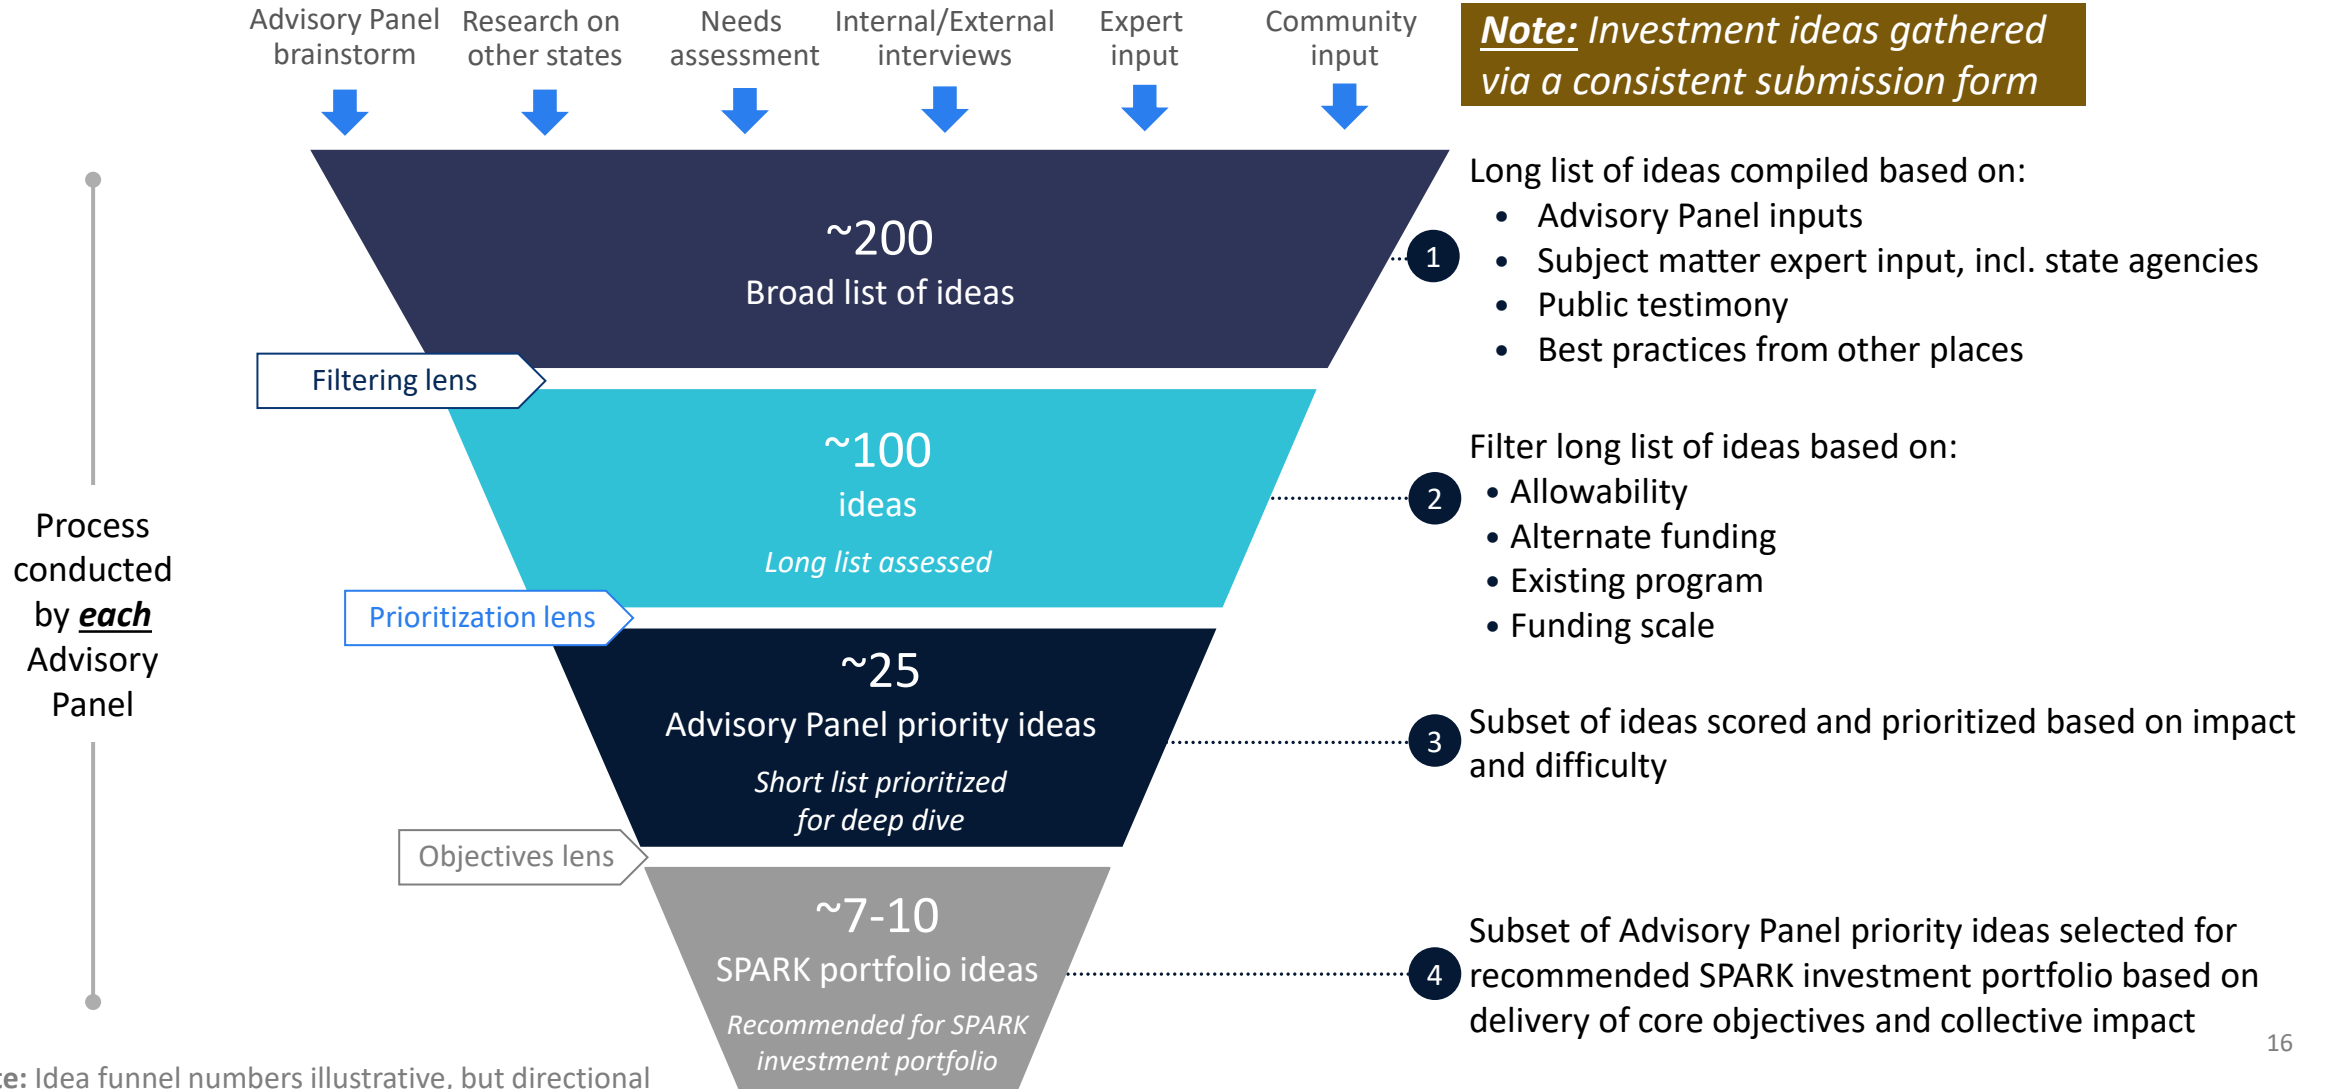 Advisory Panel
brainstorm
Research on
other states
Needs
assessment
Internal/External
interviews
Expert
input
Community
input
Note: Investment ideas gathered
via a consistent submission form
Process
conducted
by each
Advisory
Panel
~200
Broad list of ideas
1
Long list of ideas compiled based on:
• Advisory Panel inputs
• Subject matter expert input, incl. state agencies
• Public testimony
• Best practices from other places
Filtering lens
~100
ideas
Long list assessed
2
Filter long list of ideas based on:
• Allowability
• Alternate funding
• Existing program
• Funding scale
Prioritization lens
~25
Advisory Panel priority ideas
Short list prioritized
for deep dive
3
Subset of ideas scored and prioritized based on impact
and difficulty
Objectives lens
~7-10
SPARK portfolio ideas
Recommended for SPARK
investment portfolio
4
Subset of Advisory Panel priority ideas selected for
recommended SPARK investment portfolio based on
delivery of core objectives and collective impact
Idea funnel numbers illustrative, but directional
16